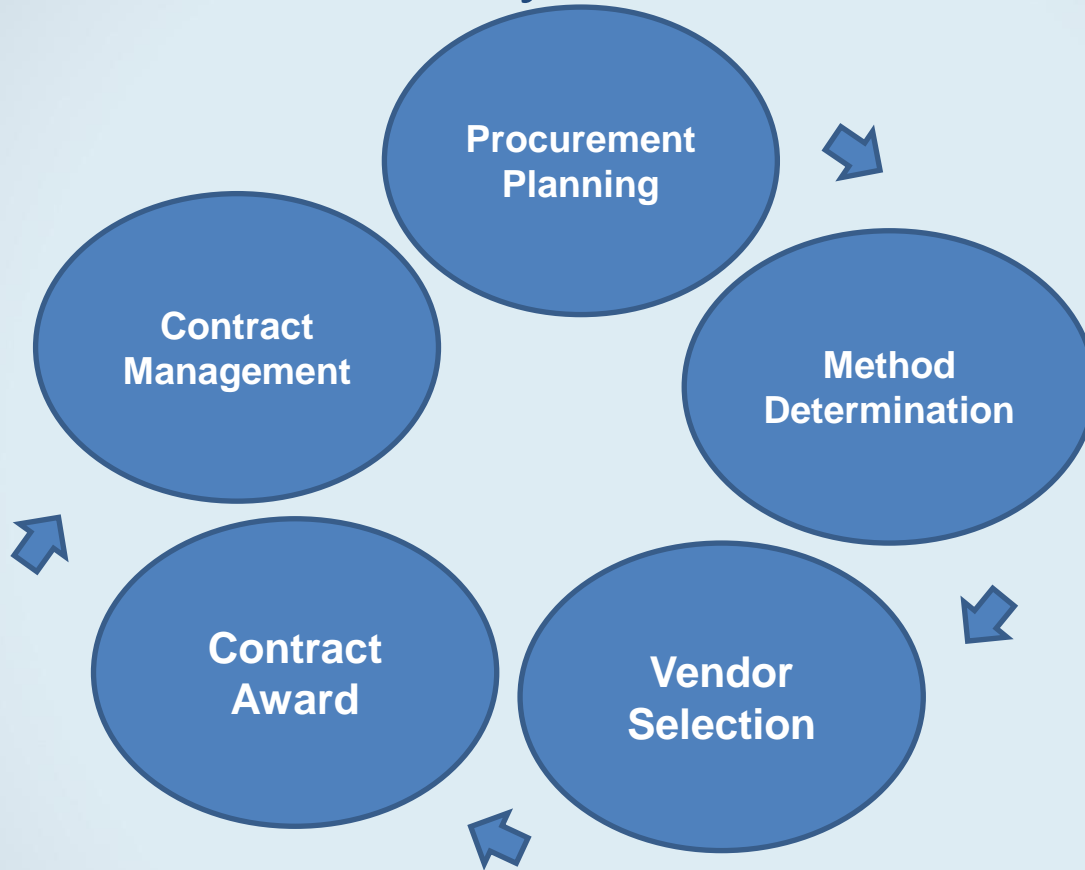 Procurement
Planning
Method
Determination
Vendor
Selection
Contract
Award
Contract
Management